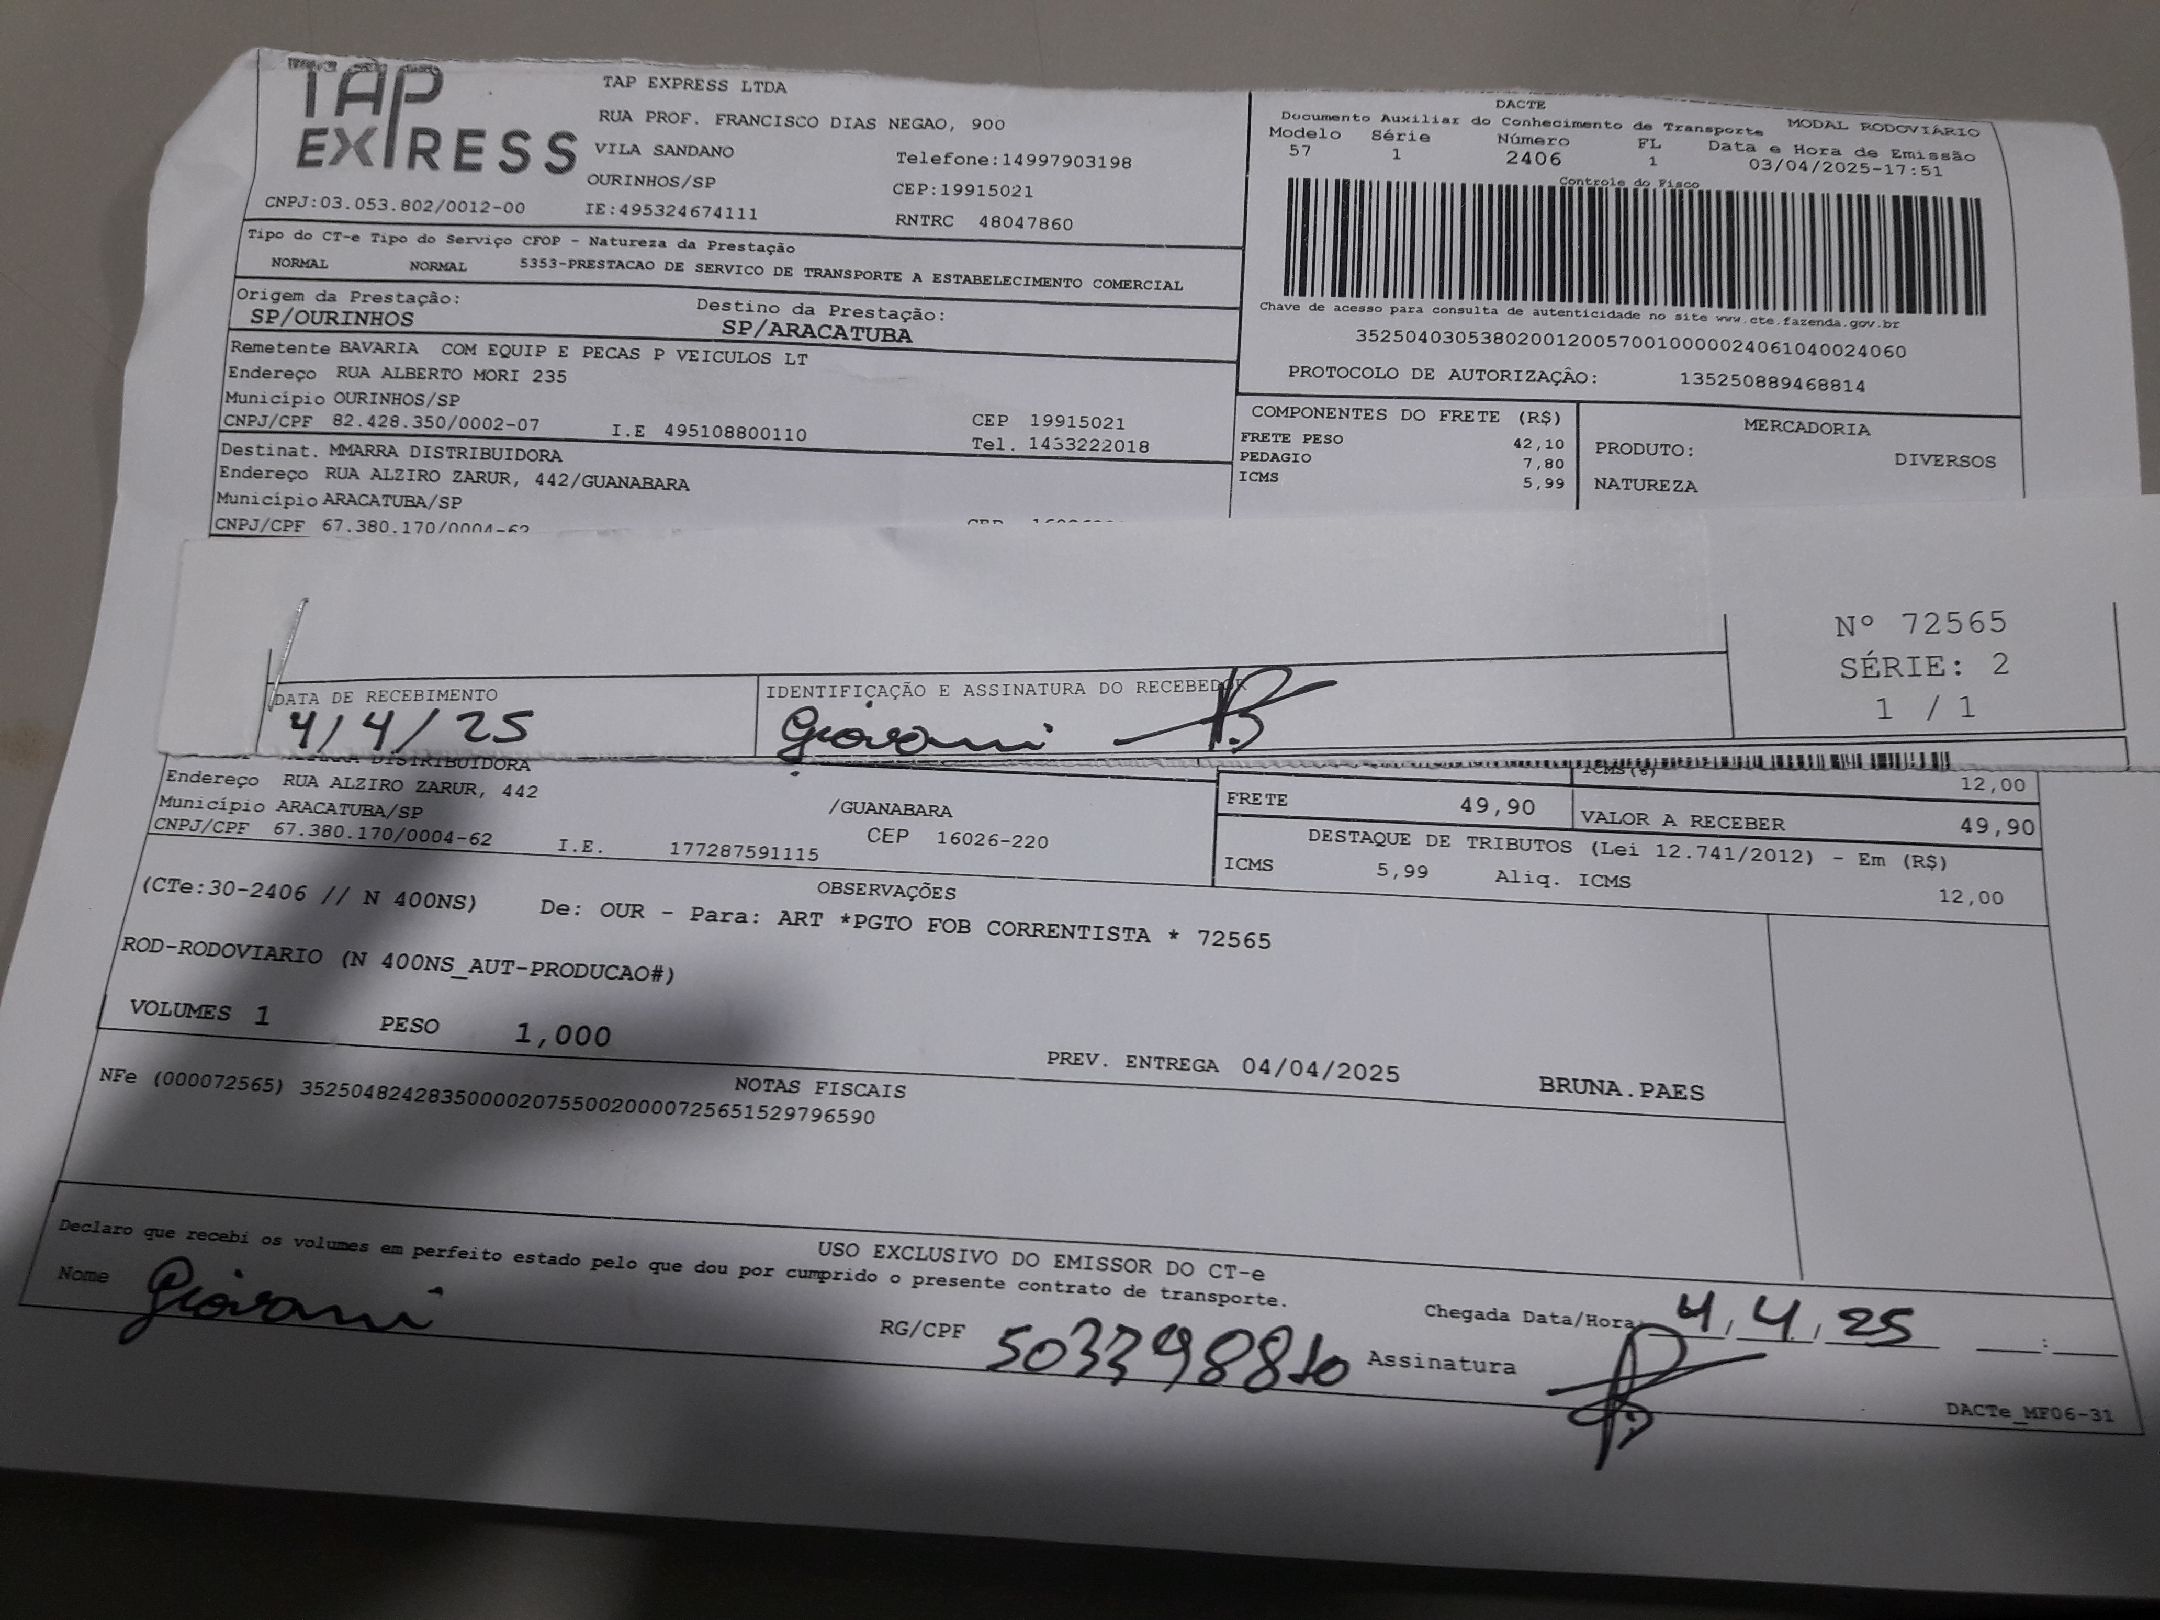 TAP EXPRESS
TAP EXPRESS LTDA
RUA PROF. FRANCISCO DIAS NEGAO, 900
VILA SANDANO
Telefone:14997903198
OURINHOS/SP
CEP:19915021
CNPJ:03.053.802/0012-00 IE:495324674111 RNTRC 48047860
DACTE
Documento Auxiliar do Conhecimento de Transporte MODAL RODOVIÁRIO
Modelo Série Número FL Data e Hora de Emissão
57 1 2406 1 03/04/2025-17:51
Controle do Fisco
Chave de acesso para consulta de autenticidade no site www.cte.fazenda.gov.br
35250403053802001200570010000024061040024060
PROTOCOLO DE AUTORIZAÇÃO: 135250889468814
Tipo do CT-e Tipo do Serviço CFOP - Natureza da Prestação
NORMAL NORMAL 5353-PRESTACAO DE SERVICO DE TRANSPORTE A ESTABELECIMENTO COMERCIAL
Origem da Prestação: Destino da Prestação:
SP/OURINHOS SP/ARACATUBA
Remetente BAVARIA COM EQUIP E PECAS P VEICULOS LT
Endereço RUA ALBERTO MORI 235
Município OURINHOS/SP CEP 19915021
CNPJ/CPF 82.428.350/0002-07 I.E 495108800110 Tel. 1433222018
Destinat. MMARRA DISTRIBUIDORA
Endereço RUA ALZIRO ZARUR, 442/GUANABARA
Município ARACATUBA/SP
CNPJ/CPF 67.380.170/0004-62
COMPONENTES DO FRETE (R$)
FRETE PESO 42,10
PEDAGIO 7,80
ICMS 5,99
MERCADORIA
PRODUTO: DIVERSOS
NATUREZA
Nº 72565
SÉRIE: 2
1 / 1
DATA DE RECEBIMENTO IDENTIFICAÇÃO E ASSINATURA DO RECEBEDOR
4/4/25 Giovani
DISTRIBUIDORA
Endereço RUA ALZIRO ZARUR, 442 /GUANABARA
Município ARACATUBA/SP CEP 16026-220
CNPJ/CPF 67.380.170/0004-62 I.E. 177287591115
ICMS(%) 12,00
FRETE 49,90 VALOR A RECEBER 49,90
DESTAQUE DE TRIBUTOS (Lei 12.741/2012) - Em (R$)
ICMS 5,99 Aliq. ICMS 12,00
OBSERVAÇÕES
(CTe:30-2406 // N 400NS) De: OUR - Para: ART *PGTO FOB CORRENTISTA * 72565
ROD-RODOVIARIO (N 400NS_AUT-PRODUCAO#)
VOLUMES 1 PESO 1,000 PREV. ENTREGA 04/04/2025 BRUNA.PAES
NOTAS FISCAIS
NFe (000072565) 35250482428350000207550020000725651529796590
USO EXCLUSIVO DO EMISSOR DO CT-e
Declaro que recebi os volumes em perfeito estado pelo que dou por cumprido o presente contrato de transporte.
Nome Giovani RG/CPF 503398810 Assinatura Chegada Data/Hora: 4/4/25 :
DACTe_MF06-31